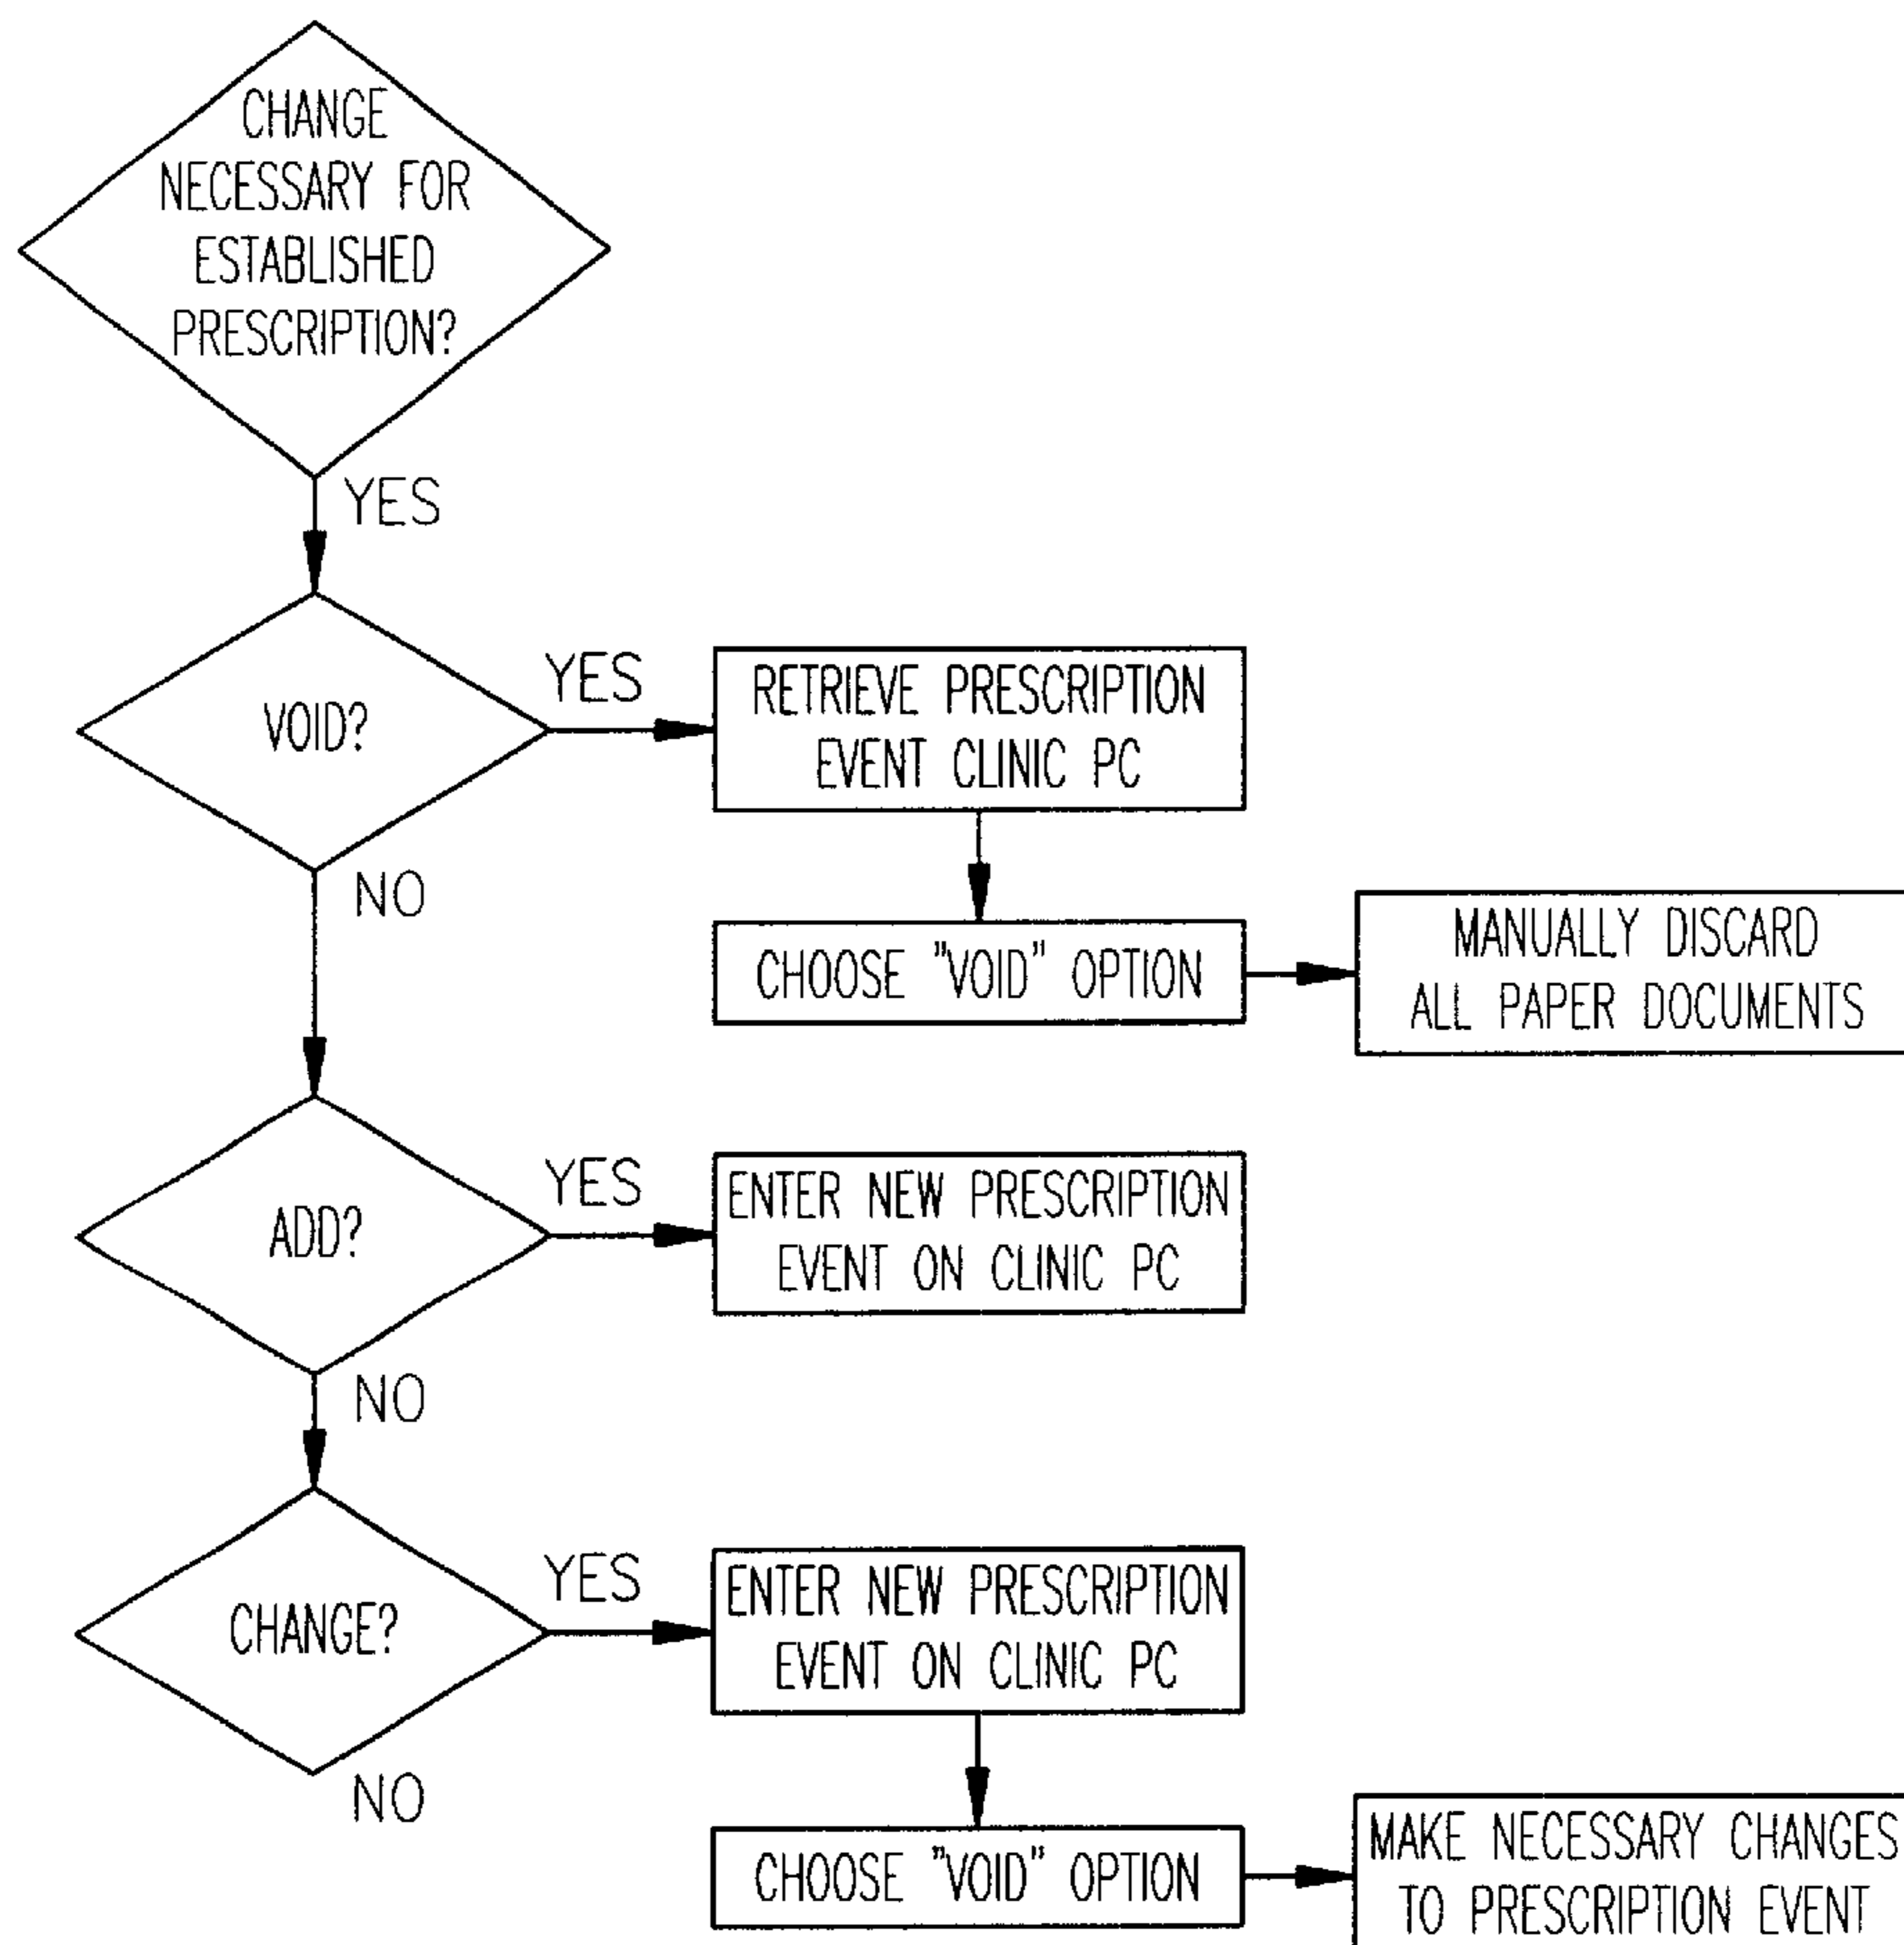 CHANGE
NECESSARY FOR
ESTABLISHED
PRESCRIPTION?
YES
VOID?
YES
RETRIEVE PRESCRIPTION
EVENT CLINIC PC
NO
CHOOSE "VOID" OPTION
MANUALLY DISCARD
ALL PAPER DOCUMENTS
ADD?
YES
ENTER NEW PRESCRIPTION
EVENT ON CLINIC PC
NO
CHANGE?
YES
ENTER NEW PRESCRIPTION
EVENT ON CLINIC PC
NO
CHOOSE "VOID" OPTION
MAKE NECESSARY CHANGES
TO PRESCRIPTION EVENT